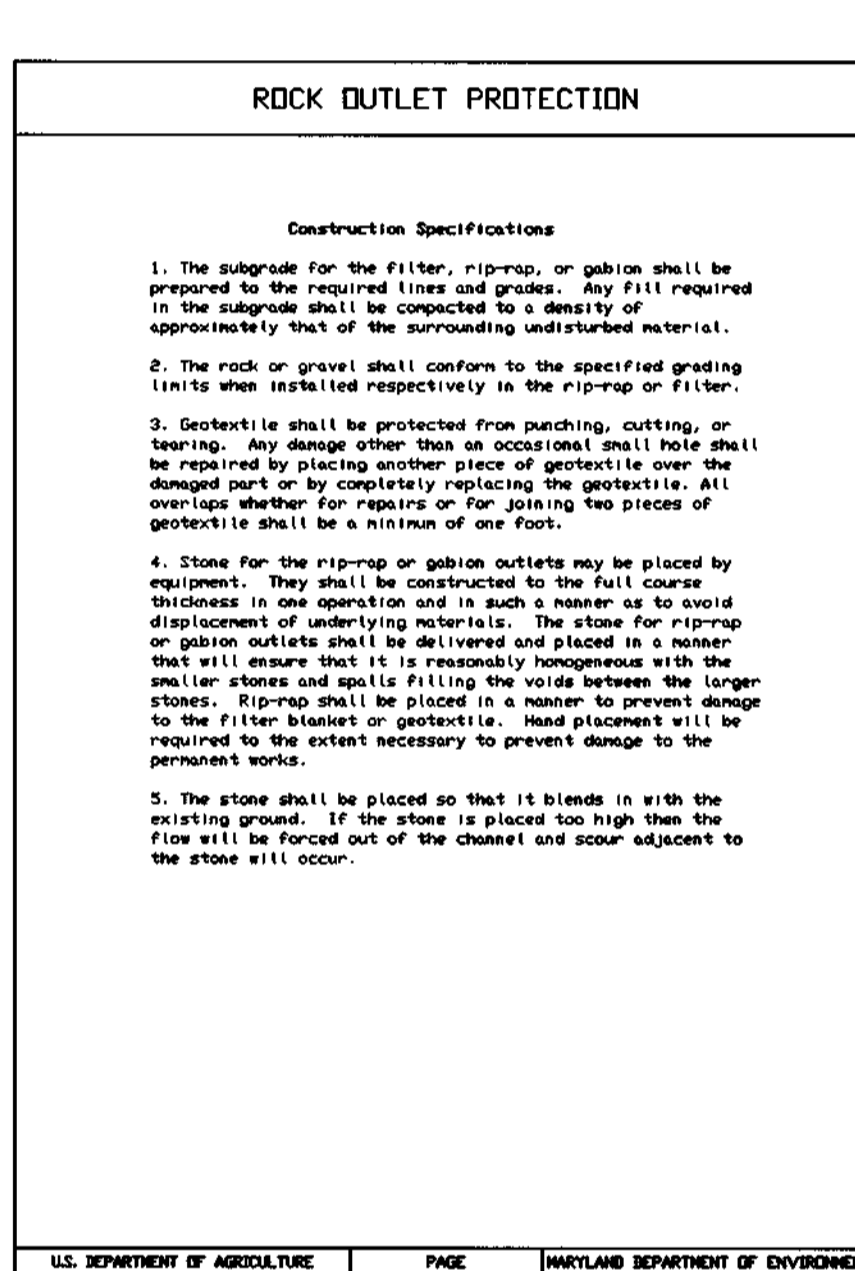 ROCK OUTLET PROTECTION
Construction Specifications
1. The subgrade for the filter, rip-rap, or gabion shall be
prepared to the required lines and grades. Any fill required
in the subgrade shall be compacted to a density of
approximately that of the surrounding undisturbed material.
2. The rock or gravel shall conform to the specified grading
limits when installed respectively in the rip-rap or filter.
3. Geotextile shall be protected from punching, cutting, or
tearing. Any damage other than an occasional small hole shall
be repaired by placing another piece of geotextile over the
damaged part or by completely replacing the geotextile. All
overlaps whether for repairs or for joining two pieces of
geotextile shall be a minimum of one foot.
4. Stone for the rip-rap or gabion outlets may be placed by
equipment. They shall be constructed to the full course
thickness in one operation and in such a manner as to avoid
displacement of underlying materials. The stone for rip-rap
or gabion outlets shall be delivered and placed in a manner
that will ensure that it is reasonably homogeneous with the
smaller stones and spalls filling the voids between the larger
stones. Rip-rap shall be placed in a manner to prevent damage
to the filter blanket or geotextile. Hand placement will be
required to the extent necessary to prevent damage to the
permanent works.
5. The stone shall be placed so that it blends in with the
existing ground. If the stone is placed too high then the
flow will be forced out of the channel and scour adjacent to
the stone will occur.
U.S. DEPARTMENT OF AGRICULTURE PAGE MARYLAND DEPARTMENT OF